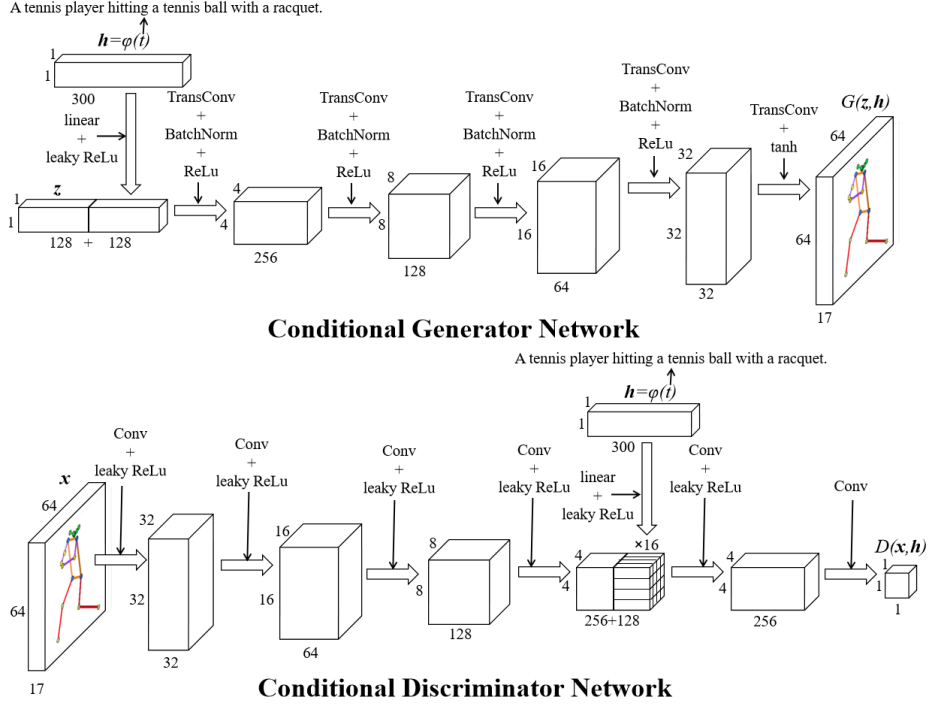 A tennis player hitting a tennis ball with a racquet.
h=φ(t)
1
1
300
linear
+
leaky ReLu
z
1
1
128 + 128
TransConv
+
BatchNorm
+
ReLu
4
4
256
TransConv
+
BatchNorm
+
ReLu
8
8
128
TransConv
+
BatchNorm
+
ReLu
16
16
64
TransConv
+
BatchNorm
+
ReLu
32
32
32
TransConv
+
tanh
G(z,h)
64
64
17
Conditional Generator Network
A tennis player hitting a tennis ball with a racquet.
h=φ(t)
1
1
300
linear
+
leaky ReLu
x
64
64
17
Conv
+
leaky ReLu
32
32
32
Conv
+
leaky ReLu
16
16
64
Conv
+
leaky ReLu
8
8
128
Conv
+
leaky ReLu
×16
4
4
256+128
Conv
+
leaky ReLu
4
4
256
Conv
D(x,h)
1
1
1
Conditional Discriminator Network